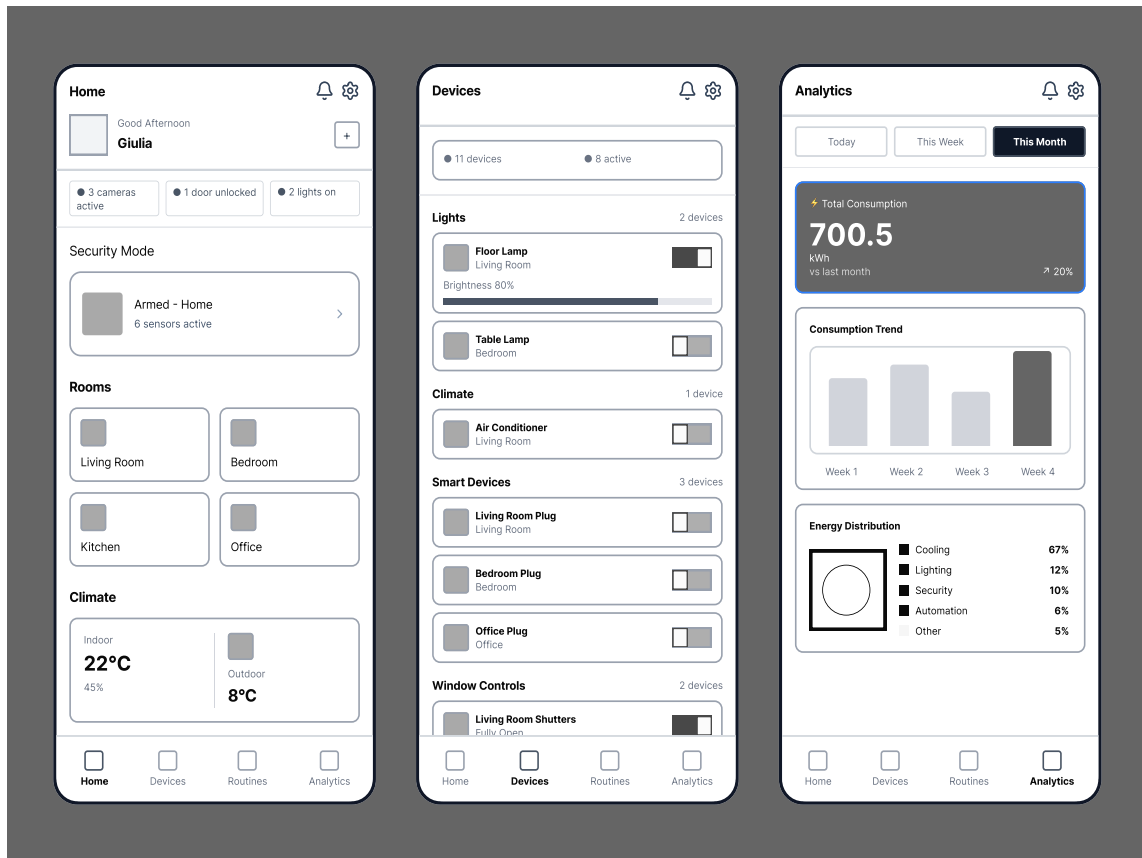 Home
Good Afternoon
Giulia
+
3 cameras
active
1 door unlocked
2 lights on
Security Mode
Armed - Home
6 sensors active
Rooms
Living Room
Bedroom
Kitchen
Office
Climate
Indoor
22°C
45%
Outdoor
8°C
Home
Devices
Routines
Analytics
Devices
11 devices
8 active
Lights
2 devices
Floor Lamp
Living Room
Brightness 80%
Table Lamp
Bedroom
Climate
1 device
Air Conditioner
Living Room
Smart Devices
3 devices
Living Room Plug
Living Room
Bedroom Plug
Bedroom
Office Plug
Office
Window Controls
2 devices
Living Room Shutters
Fully Open
Home
Devices
Routines
Analytics
Analytics
Today
This Week
This Month
⚡ Total Consumption
700.5
kWh
vs last month
↗ 20%
Consumption Trend
Week 1
Week 2
Week 3
Week 4
Energy Distribution
Cooling 67%
Lighting 12%
Security 10%
Automation 6%
Other 5%
Home
Devices
Routines
Analytics